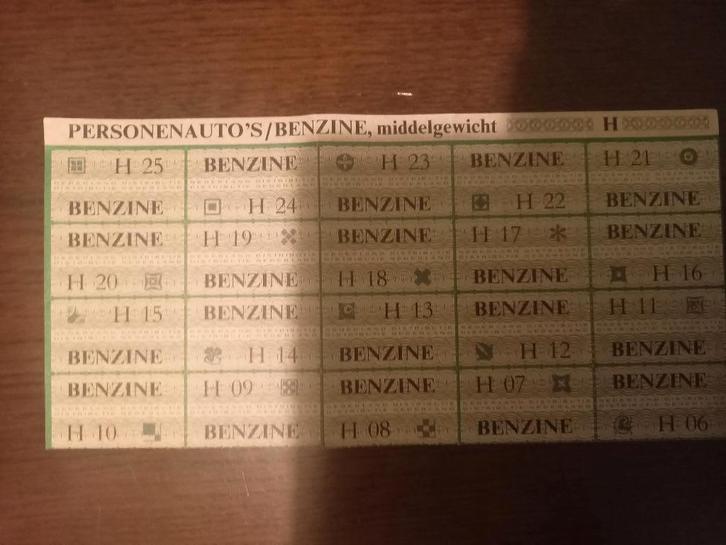 PERSONENAUTO'S/BENZINE, middelgewicht H
H 25 BENZINE H 23 BENZINE H 21
BENZINE H 24 BENZINE H 22 BENZINE
BENZINE H 19 BENZINE H 17 BENZINE
H 20 BENZINE H 18 BENZINE H 16
H 15 BENZINE H 13 BENZINE H 11
BENZINE H 14 BENZINE H 12 BENZINE
BENZINE H 09 BENZINE H 07 BENZINE
H 10 BENZINE H 08 BENZINE H 06